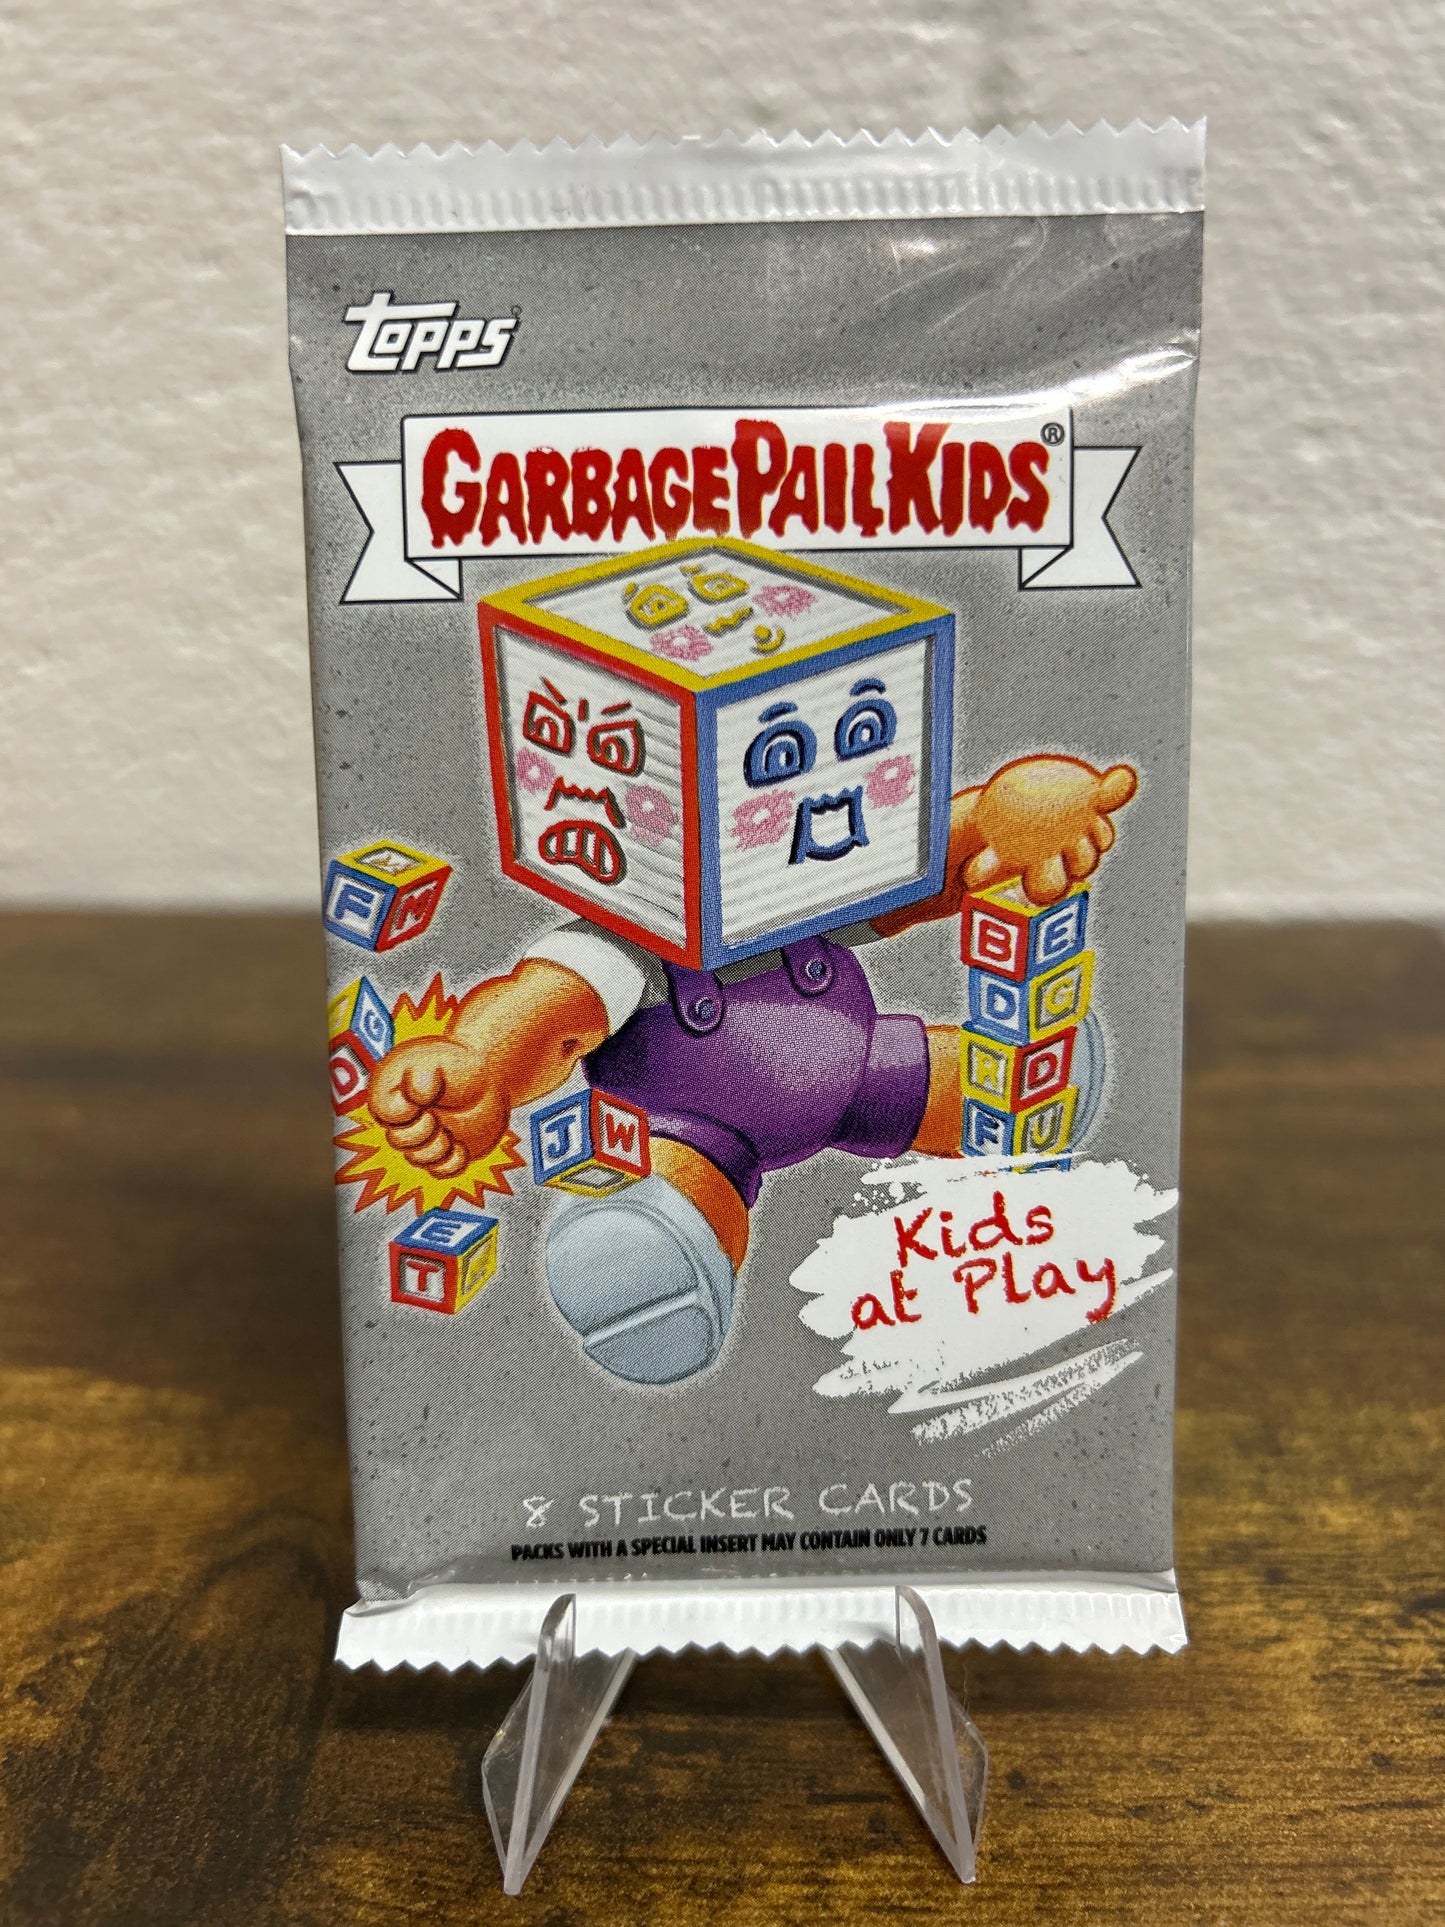 Topps
GARBAGE PAIL KIDS®
F M
G
D
J W
E
T
B E
D G
R D
F U
Kids
at Play
8 STICKER CARDS
PACKS WITH A SPECIAL INSERT MAY CONTAIN ONLY 7 CARDS